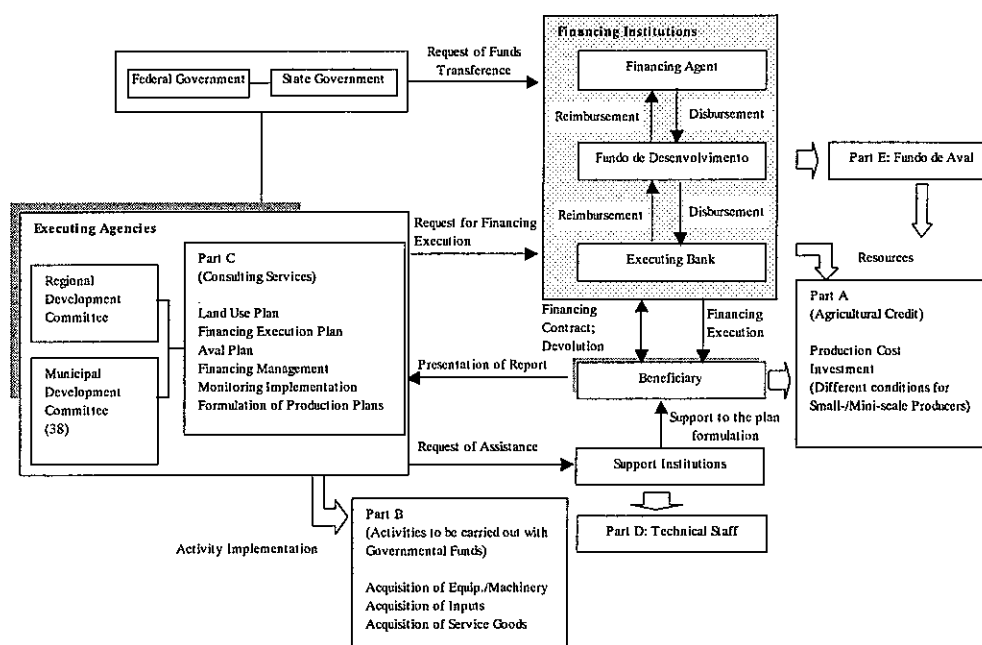 Financing Institutions
Request of Funds
Transference
Federal Government
State Government
Financing Agent
Reimbursement
Disbursement
Fundo de Desenvolvimento
Part E: Fundo de Aval
Reimbursement
Disbursement
Executing Bank
Resources
Executing Agencies
Request for Financing
Execution
Regional
Development
Committee
Municipal
Development
Committee
(38)
Part C
(Consulting Services)
Land Use Plan
Financing Execution Plan
Aval Plan
Financing Management
Monitoring Implementation
Formulation of Production Plans
Financing
Contract;
Devolution
Financing
Execution
Presentation of Report
Beneficiary
Part A
(Agricultural Credit)
Production Cost
Investment
(Different conditions for
Small-/Mini-scale Producers)
Support to the plan
formulation
Request of Assistance
Support Institutions
Part D: Technical Staff
Activity Implementation
Part B
(Activities to be carried out with
Governmental Funds)
Acquisition of Equip./Machinery
Acquisition of Inputs
Acquisition of Service Goods